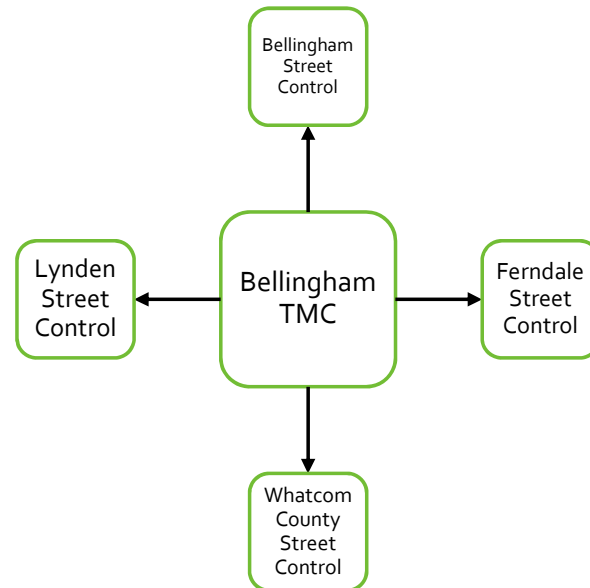 Bellingham
Street
Control
Lynden
Street
Control
Bellingham
TMC
Ferndale
Street
Control
Whatcom
County
Street
Control